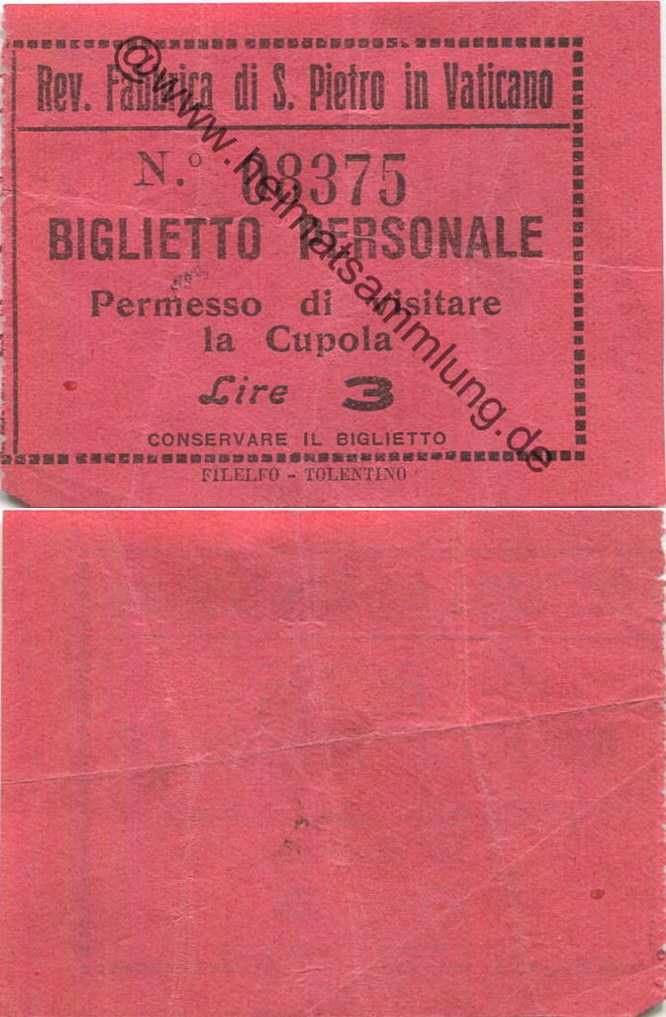 Rev. Fabbrica di S. Pietro in Vaticano
N.º 08375
BIGLIETTO PERSONALE
Permesso di visitare
la Cupola
Lire 3
CONSERVARE IL BIGLIETTO
FILELFO - TOLENTINO
@www.heimatsammlung.de